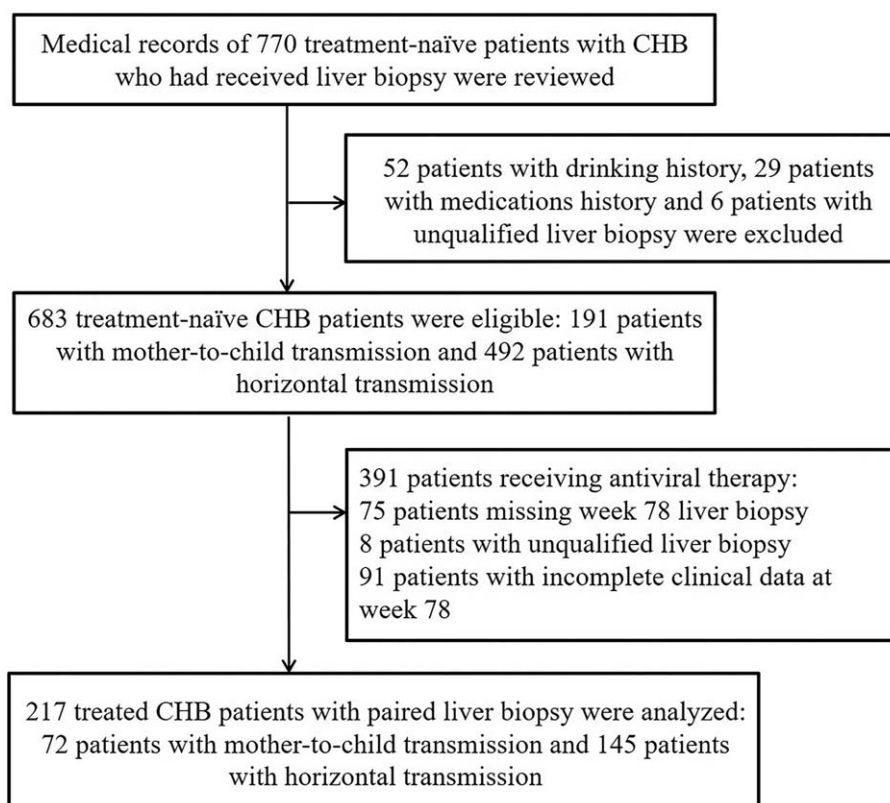 Medical records of 770 treatment-naïve patients with CHB
who had received liver biopsy were reviewed
52 patients with drinking history, 29 patients
with medications history and 6 patients with
unqualified liver biopsy were excluded
683 treatment-naïve CHB patients were eligible: 191 patients
with mother-to-child transmission and 492 patients with
horizontal transmission
391 patients receiving antiviral therapy:
75 patients missing week 78 liver biopsy
8 patients with unqualified liver biopsy
91 patients with incomplete clinical data at
week 78
217 treated CHB patients with paired liver biopsy were analyzed:
72 patients with mother-to-child transmission and 145 patients
with horizontal transmission